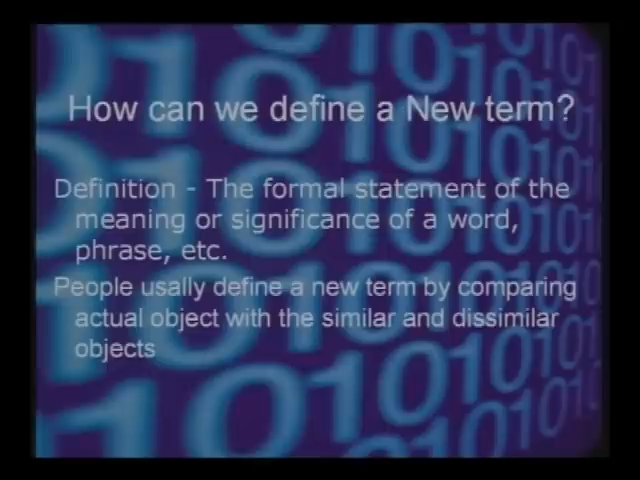 How can we define a New term?
Definition - The formal statement of the
meaning or significance of a word,
phrase, etc.
People usally define a new term by comparing
actual object with the similar and dissimilar
objects